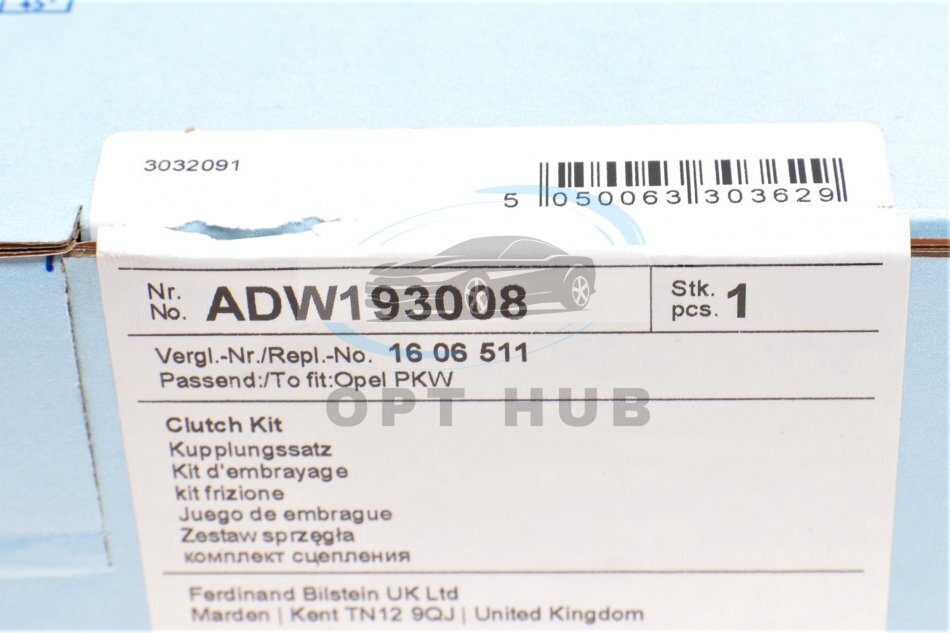 45°
3032091
5 050063 303629
Nr.
No. ADW193008
Stk.
pcs. 1
Vergl.-Nr./Repl.-No. 16 06 511
Passend:/To fit:Opel PKW
OPT HUB
Clutch Kit
Kupplungssatz
Kit d'embrayage
kit frizione
Juego de embrague
Zestaw sprzęgła
комплект сцепления
Ferdinand Bilstein UK Ltd
Marden | Kent TN12 9QJ | United Kingdom